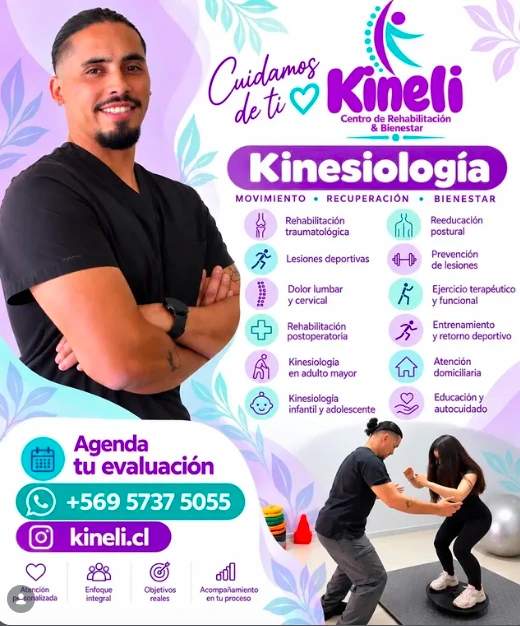 Cuidamos
de ti
Kineli
Centro de Rehabilitación
& Bienestar
Kinesiología
MOVIMIENTO • RECUPERACIÓN • BIENESTAR
Rehabilitación
traumatológica
Reeducación
postural
Lesiones deportivas
Prevención
de lesiones
Dolor lumbar
y cervical
Ejercicio terapéutico
y funcional
Rehabilitación
postoperatoria
Entrenamiento
y retorno deportivo
Kinesiología
en adulto mayor
Atención
domiciliaria
Kinesiología
infantil y adolescente
Educación y
autocuidado
Agenda
tu evaluación
+569 5737 5055
kineli.cl
Atención
personalizada
Enfoque
integral
Objetivos
reales
Acompañamiento
en tu proceso